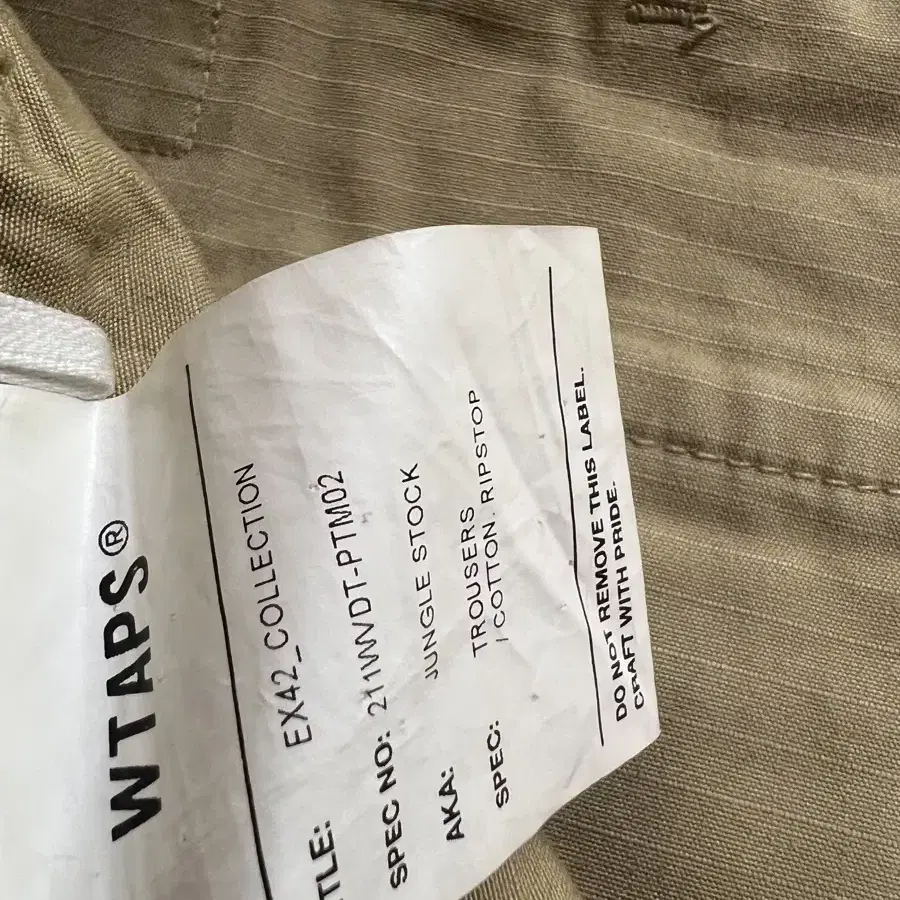 WTAPS®
TLE: EX42_COLLECTION
SPEC NO: 211WVDT-PTM02
AKA: JUNGLE STOCK
SPEC: TROUSERS
/ COTTON. RIPSTOP
DO NOT REMOVE THIS LABEL.
CRAFT WITH PRIDE.